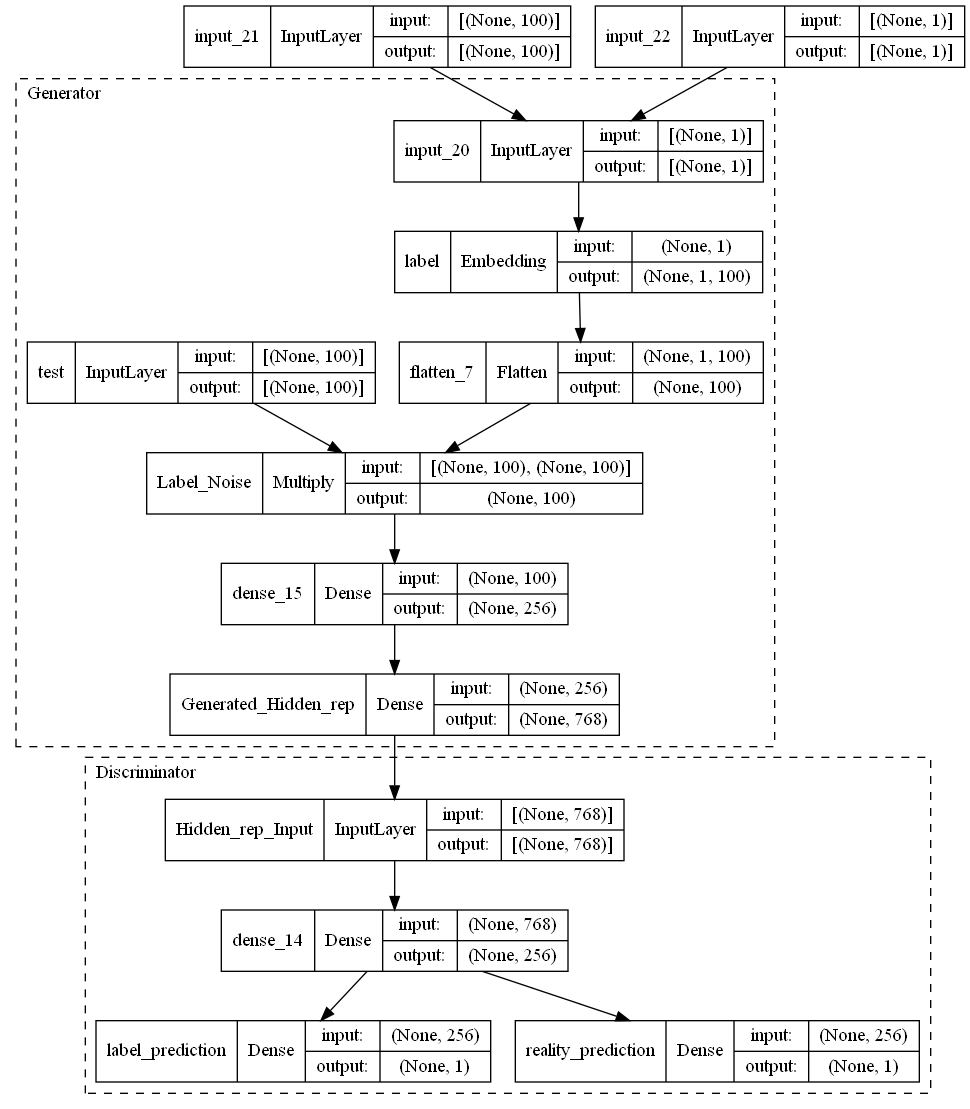 input_21 InputLayer input: [(None, 100)] output: [(None, 100)]
input_22 InputLayer input: [(None, 1)] output: [(None, 1)]
Generator
input_20 InputLayer input: [(None, 1)] output: [(None, 1)]
label Embedding input: (None, 1) output: (None, 1, 100)
test InputLayer input: [(None, 100)] output: [(None, 100)]
flatten_7 Flatten input: (None, 1, 100) output: (None, 100)
Label_Noise Multiply input: [(None, 100), (None, 100)] output: (None, 100)
dense_15 Dense input: (None, 100) output: (None, 256)
Generated_Hidden_rep Dense input: (None, 256) output: (None, 768)
Discriminator
Hidden_rep_Input InputLayer input: [(None, 768)] output: [(None, 768)]
dense_14 Dense input: (None, 768) output: (None, 256)
label_prediction Dense input: (None, 256) output: (None, 1)
reality_prediction Dense input: (None, 256) output: (None, 1)